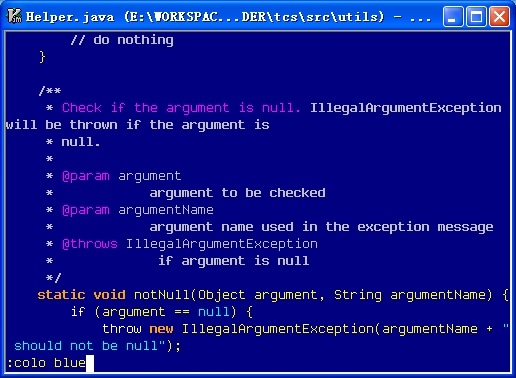 Helper.java (E:\WORKSPAC...DER\tcs\src\utils) - ...
// do nothing
}
/**
* Check if the argument is null. IllegalArgumentException
will be thrown if the argument is
* null.
*
* @param argument
* argument to be checked
* @param argumentName
* argument name used in the exception message
* @throws IllegalArgumentException
* if argument is null
*/
static void notNull(Object argument, String argumentName) {
if (argument == null) {
throw new IllegalArgumentException(argumentName + "
should not be null");
:colo blue